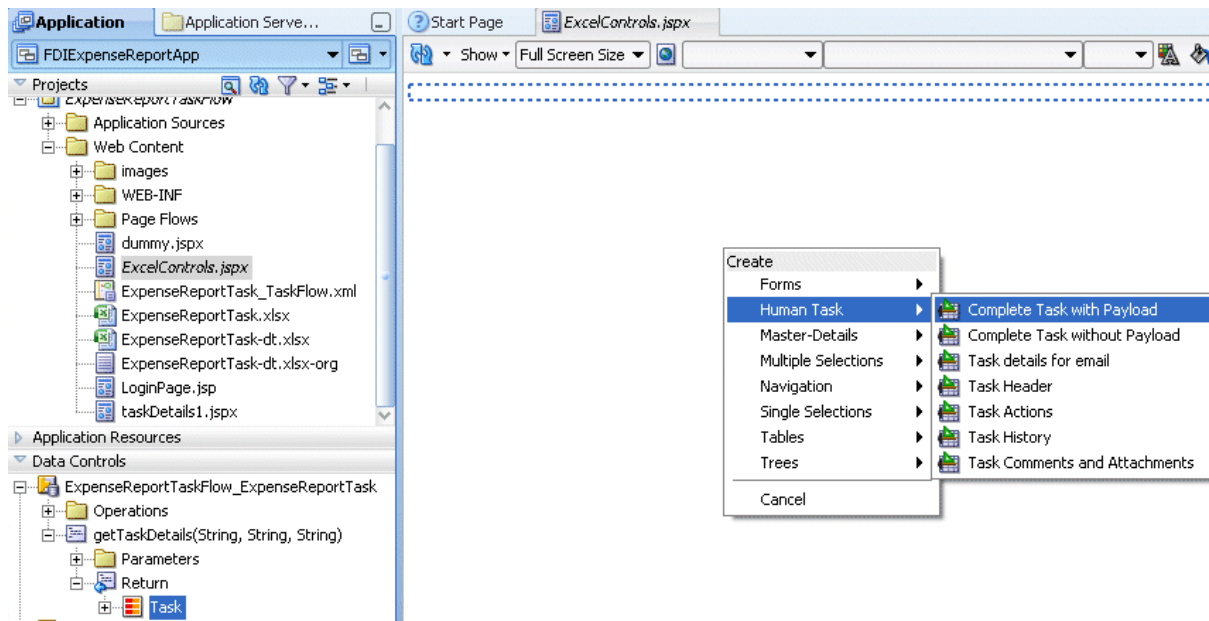 Application
Application Serve...
Start Page
ExcelControls.jspx
FDIExpenseReportApp
Show
Full Screen Size
Projects
ExpenseReportTaskFlow
Application Sources
Web Content
images
WEB-INF
Page Flows
dummy.jspx
ExcelControls.jspx
ExpenseReportTask_TaskFlow.xml
ExpenseReportTask.xlsx
ExpenseReportTask-dt.xlsx
ExpenseReportTask-dt.xlsx-org
LoginPage.jsp
taskDetails1.jspx
Application Resources
Data Controls
ExpenseReportTaskFlow_ExpenseReportTask
Operations
getTaskDetails(String, String, String)
Parameters
Return
Task
Create
Forms
Human Task
Master-Details
Multiple Selections
Navigation
Single Selections
Tables
Trees
Cancel
Complete Task with Payload
Complete Task without Payload
Task details for email
Task Header
Task Actions
Task History
Task Comments and Attachments